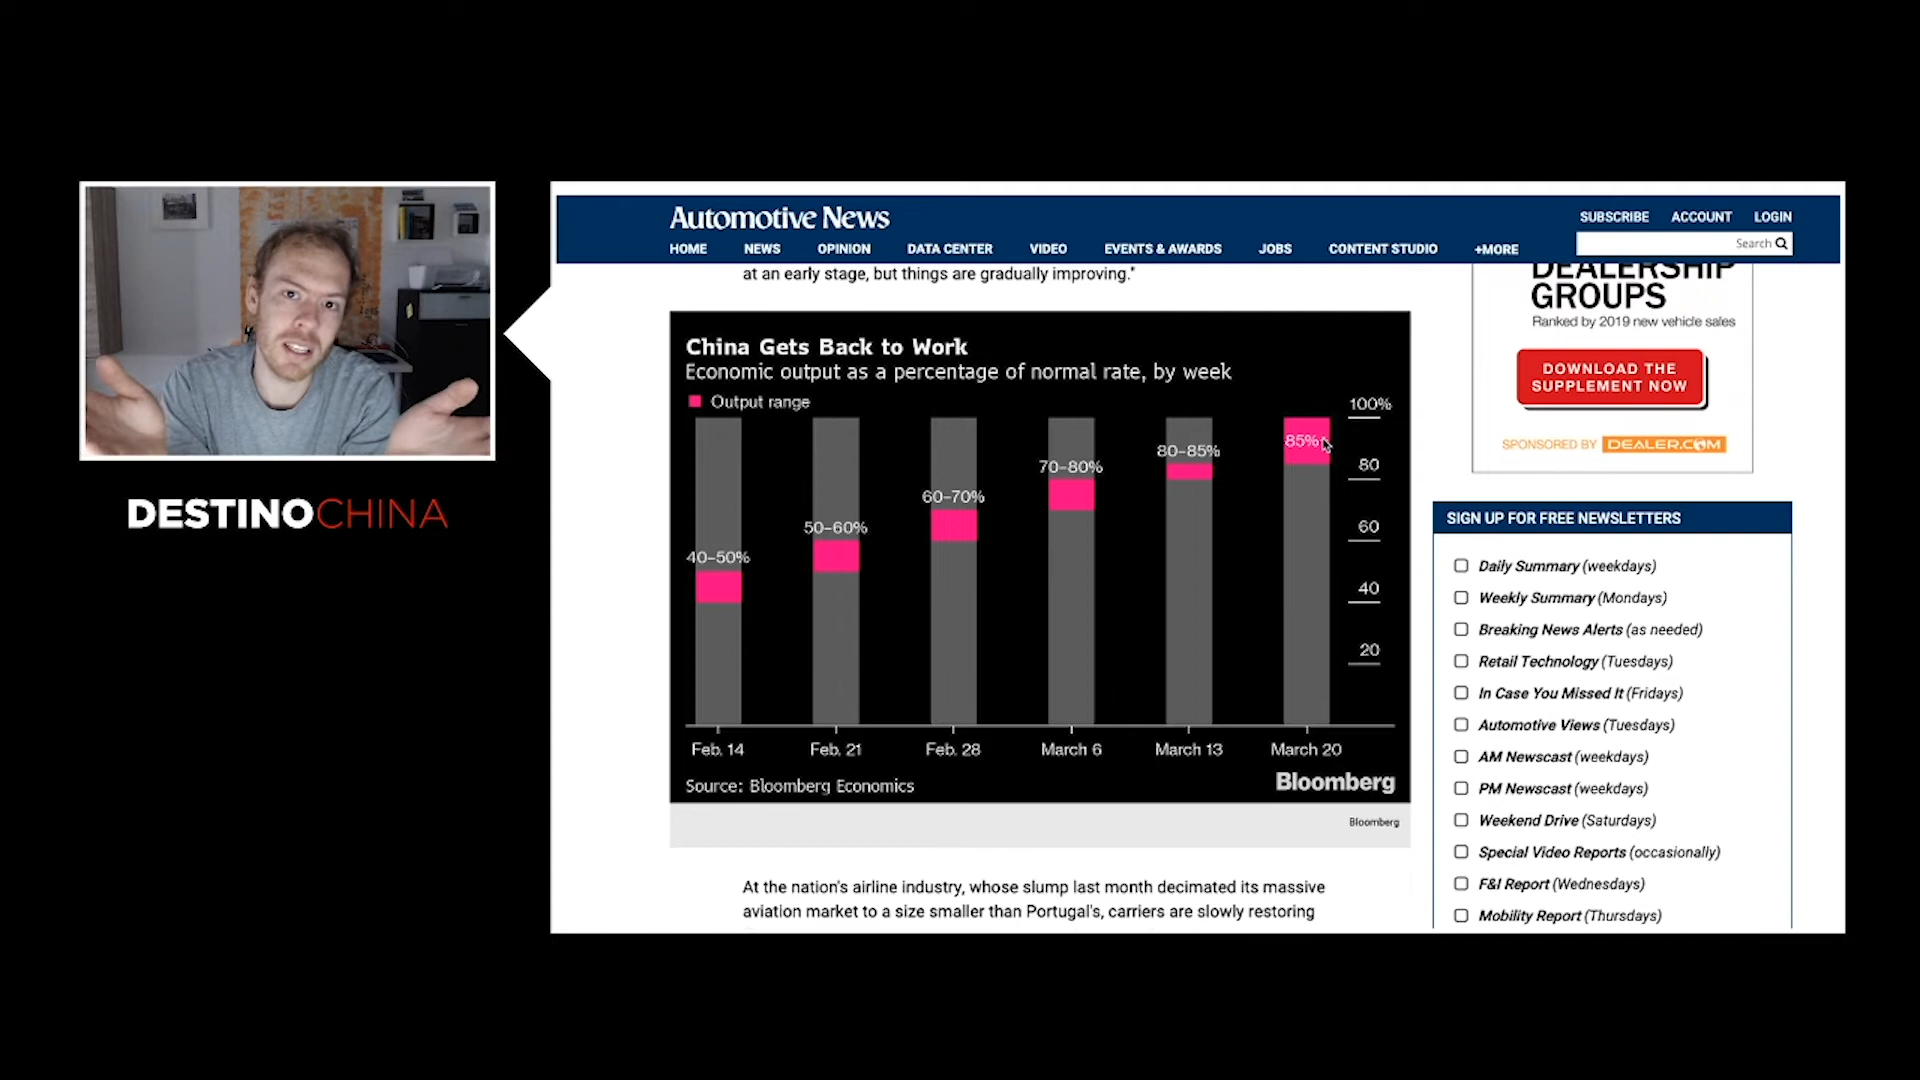 DESTINOCHINA
Automotive News
SUBSCRIBE ACCOUNT LOGIN
HOME NEWS OPINION DATA CENTER VIDEO EVENTS & AWARDS JOBS CONTENT STUDIO +MORE
Search
at an early stage, but things are gradually improving."
China Gets Back to Work
Economic output as a percentage of normal rate, by week
Output range
40–50%
50–60%
60–70%
70–80%
80–85%
85%+
100%
80
60
40
20
Feb. 14 Feb. 21 Feb. 28 March 6 March 13 March 20
Source: Bloomberg Economics
Bloomberg
Bloomberg
At the nation's airline industry, whose slump last month decimated its massive
aviation market to a size smaller than Portugal's, carriers are slowly restoring
DEALERSHIP
GROUPS
Ranked by 2019 new vehicle sales
DOWNLOAD THE
SUPPLEMENT NOW
SPONSORED BY DEALER.COM
SIGN UP FOR FREE NEWSLETTERS
Daily Summary (weekdays)
Weekly Summary (Mondays)
Breaking News Alerts (as needed)
Retail Technology (Tuesdays)
In Case You Missed It (Fridays)
Automotive Views (Tuesdays)
AM Newscast (weekdays)
PM Newscast (weekdays)
Weekend Drive (Saturdays)
Special Video Reports (occasionally)
F&I Report (Wednesdays)
Mobility Report (Thursdays)